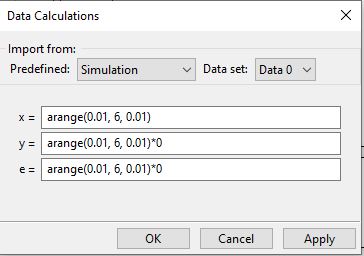 Data Calculations
Import from:
Predefined: Simulation Data set: Data 0
x = arange(0.01, 6, 0.01)
y = arange(0.01, 6, 0.01)*0
e = arange(0.01, 6, 0.01)*0
OK Cancel Apply